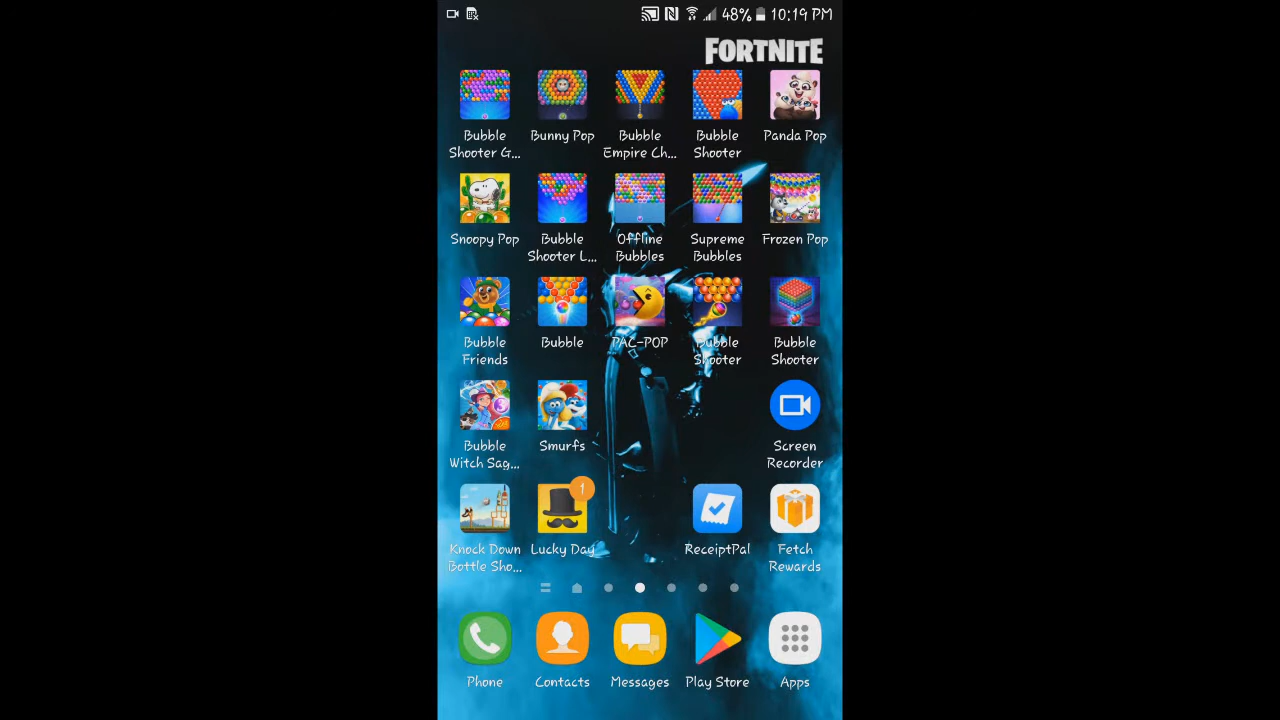 48% 10:19 PM
FORTNITE
Bubble Shooter G...
Bunny Pop
Bubble Empire Ch...
Bubble Shooter
Panda Pop
Snoopy Pop
Bubble Shooter L...
Offline Bubbles
Supreme Bubbles
Frozen Pop
Bubble Friends
Bubble
PAC-POP
Bubble Shooter
Bubble Shooter
Bubble Witch Sag...
Smurfs
Screen Recorder
Knock Down Bottle Sho...
1
Lucky Day
ReceiptPal
Fetch Rewards
Phone
Contacts
Messages
Play Store
Apps